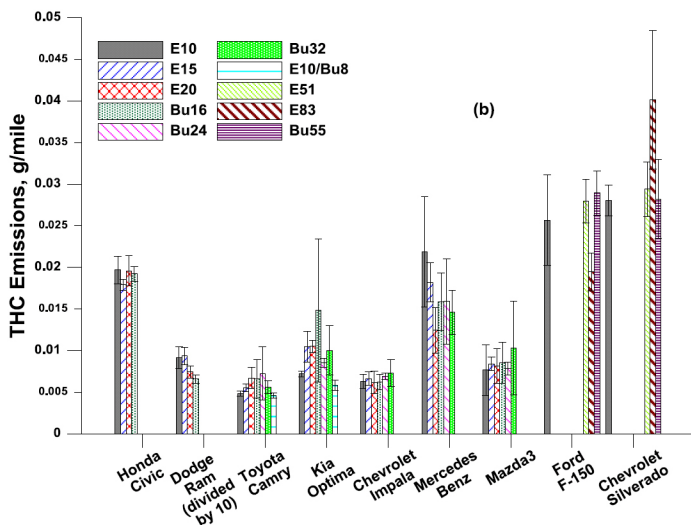 0.05
0.045
0.04
0.035
0.03
0.025
0.02
0.015
0.01
0.005
0
THC Emissions, g/mile
E10
E15
E20
Bu16
Bu24
Bu32
E10/Bu8
E51
E83
Bu55
(b)
Honda
Civic
Dodge
Ram
(divided
by 10)
Toyota
Camry
Kia
Optima
Chevrolet
Impala
Mercedes
Benz
Mazda3
Ford
F-150
Chevrolet
Silverado